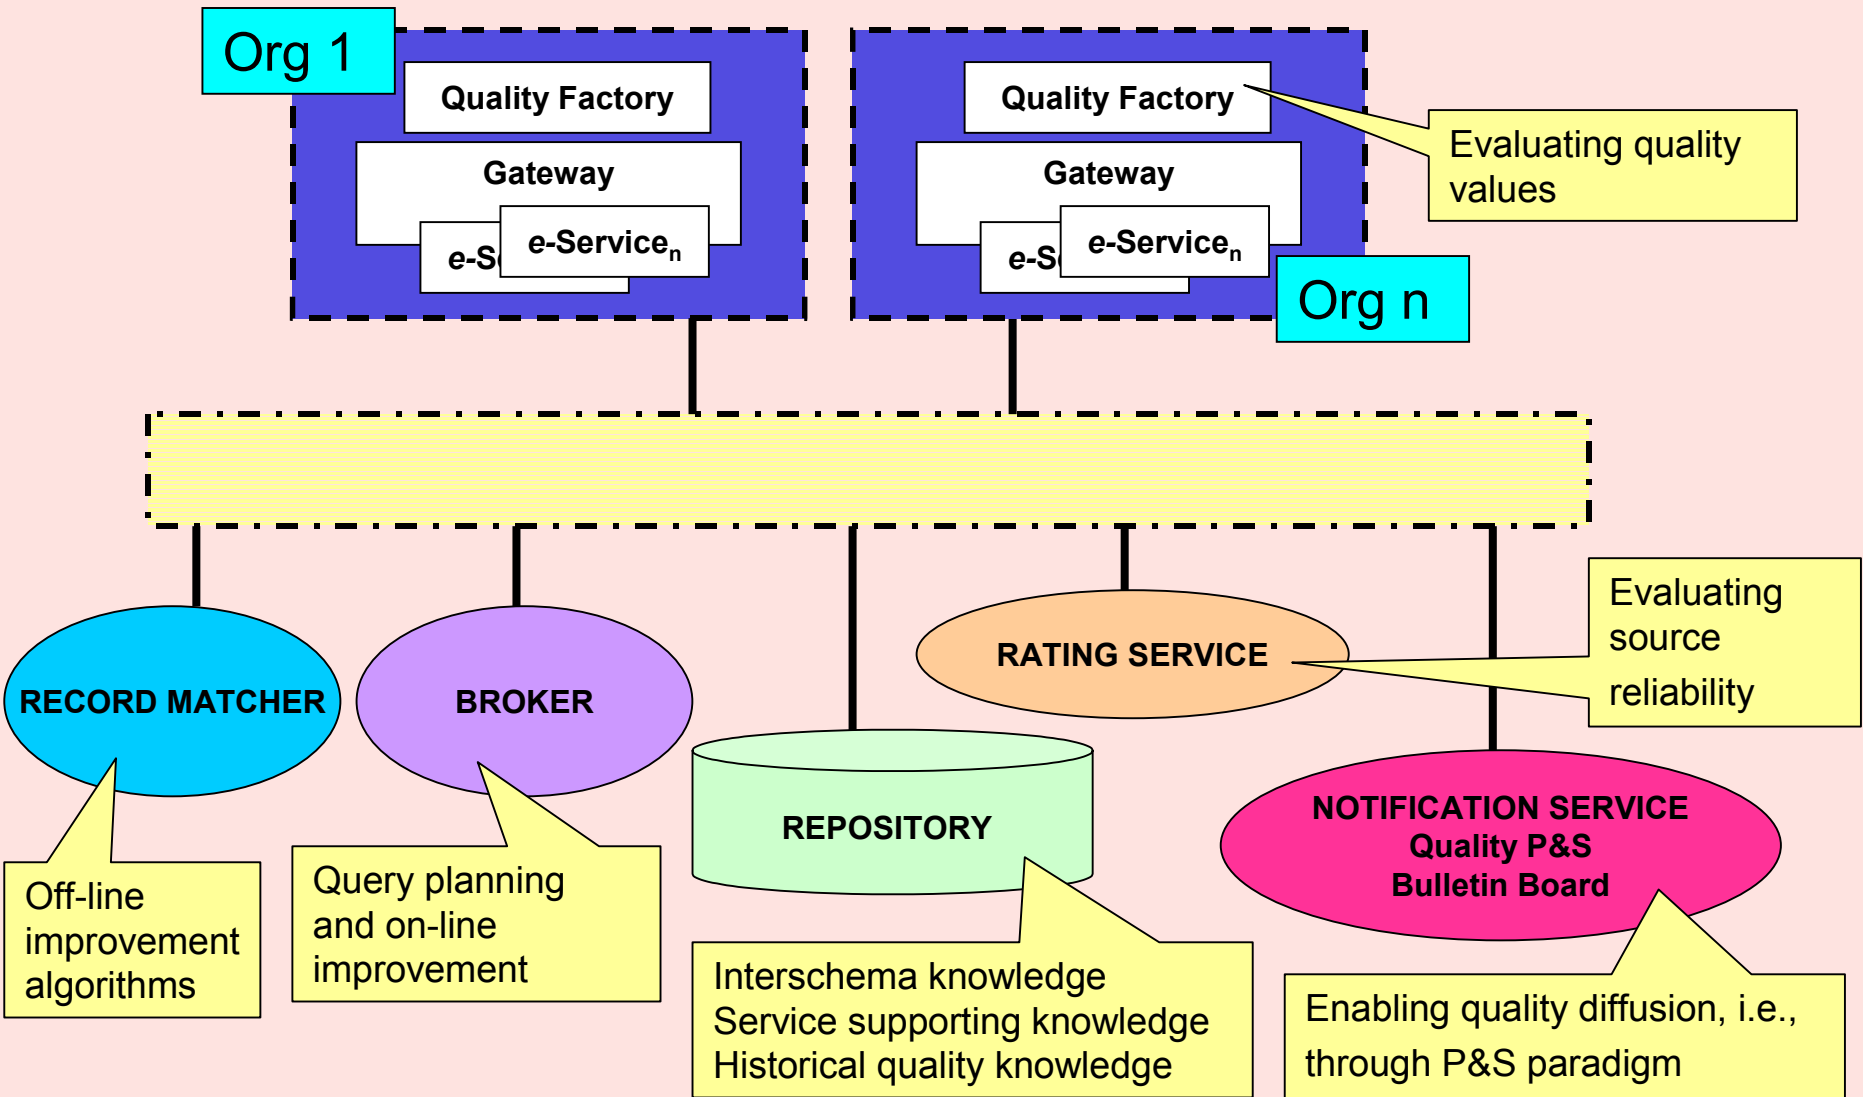 Org 1
Quality Factory
Gateway
e-Service n
e-S
Quality Factory
Gateway
e-Service n
e-S
Org n
Evaluating quality
values
RECORD MATCHER
BROKER
REPOSITORY
RATING SERVICE
Evaluating
source
reliability
NOTIFICATION SERVICE
Quality P&S
Bulletin Board
Off-line
improvement
algorithms
Query planning
and on-line
improvement
Interschema knowledge
Service supporting knowledge
Historical quality knowledge
Enabling quality diffusion, i.e.,
through P&S paradigm